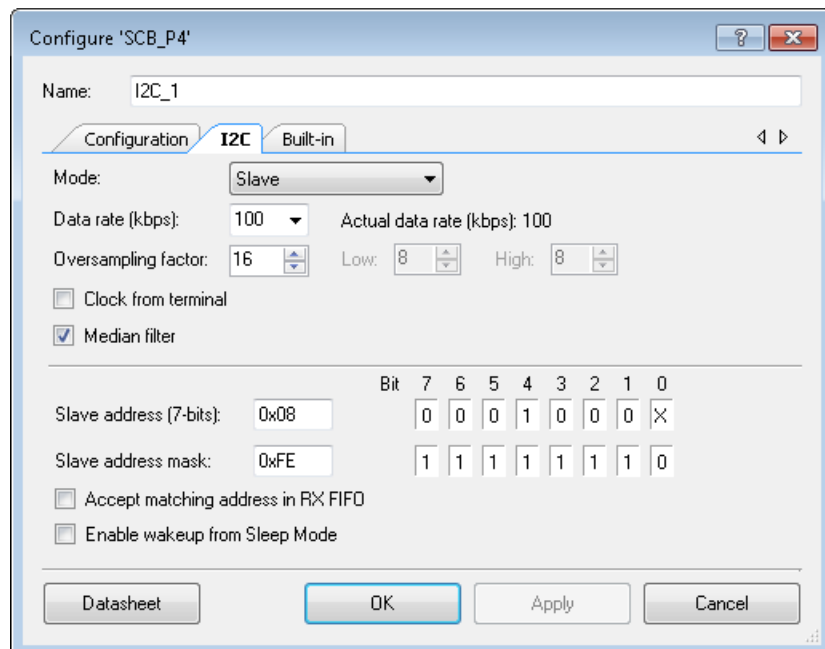 Configure 'SCB_P4'
Name: I2C_1
Configuration I2C Built-in
Mode: Slave
Data rate (kbps): 100 Actual data rate (kbps): 100
Oversampling factor: 16 Low: 8 High: 8
Clock from terminal
Median filter
Bit 7 6 5 4 3 2 1 0
Slave address (7-bits): 0x08 0 0 0 1 0 0 0 X
Slave address mask: 0xFE 1 1 1 1 1 1 1 0
Accept matching address in RX FIFO
Enable wakeup from Sleep Mode
Datasheet OK Apply Cancel